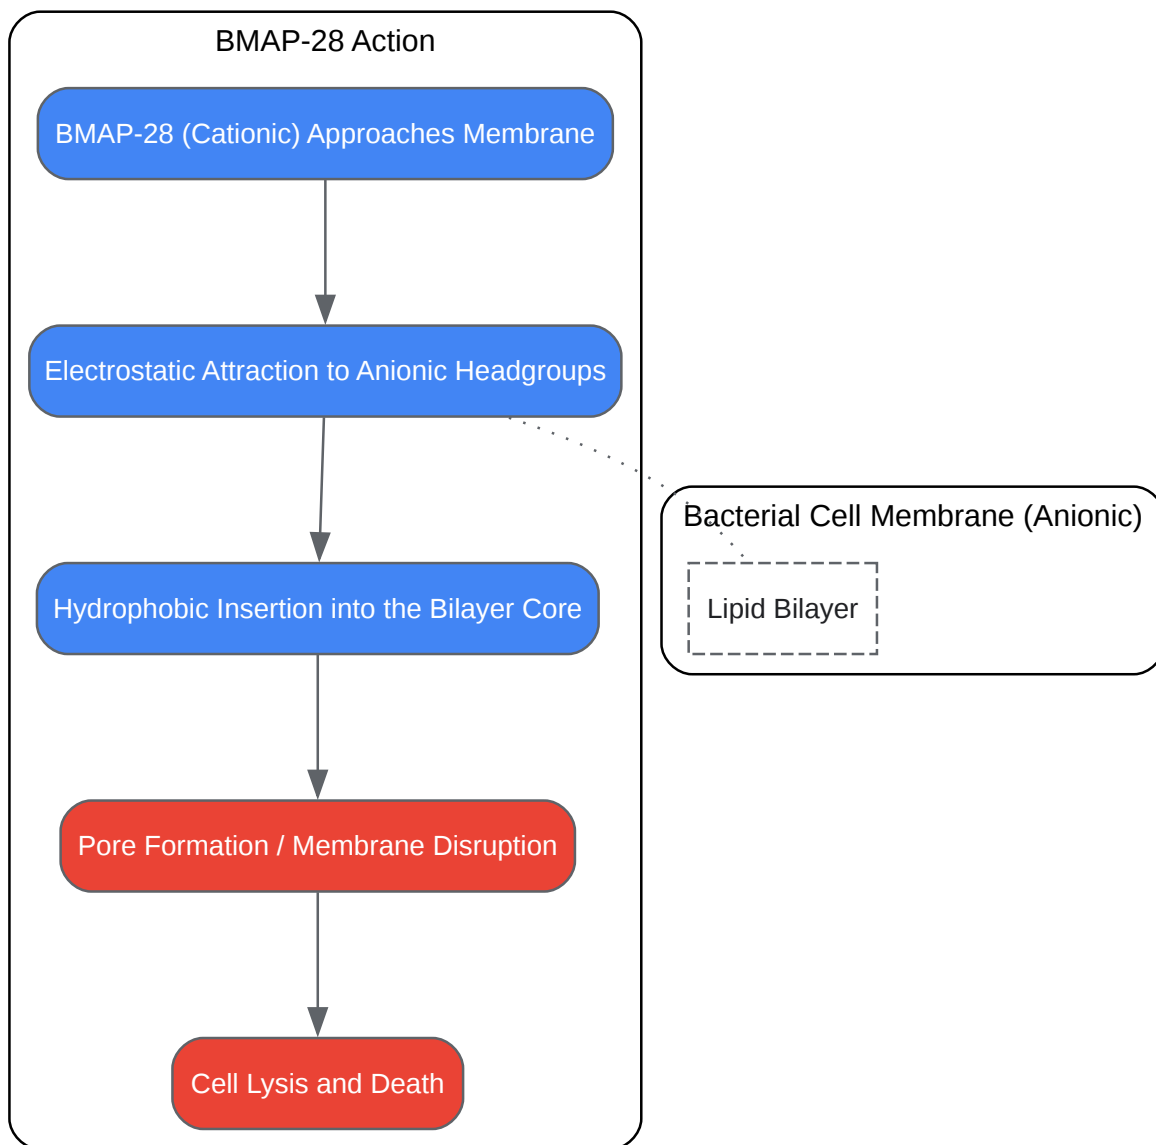 BMAP-28 Action
BMAP-28 (Cationic) Approaches Membrane
Electrostatic Attraction to Anionic Headgroups
Bacterial Cell Membrane (Anionic)
Lipid Bilayer
Hydrophobic Insertion into the Bilayer Core
Pore Formation / Membrane Disruption
Cell Lysis and Death